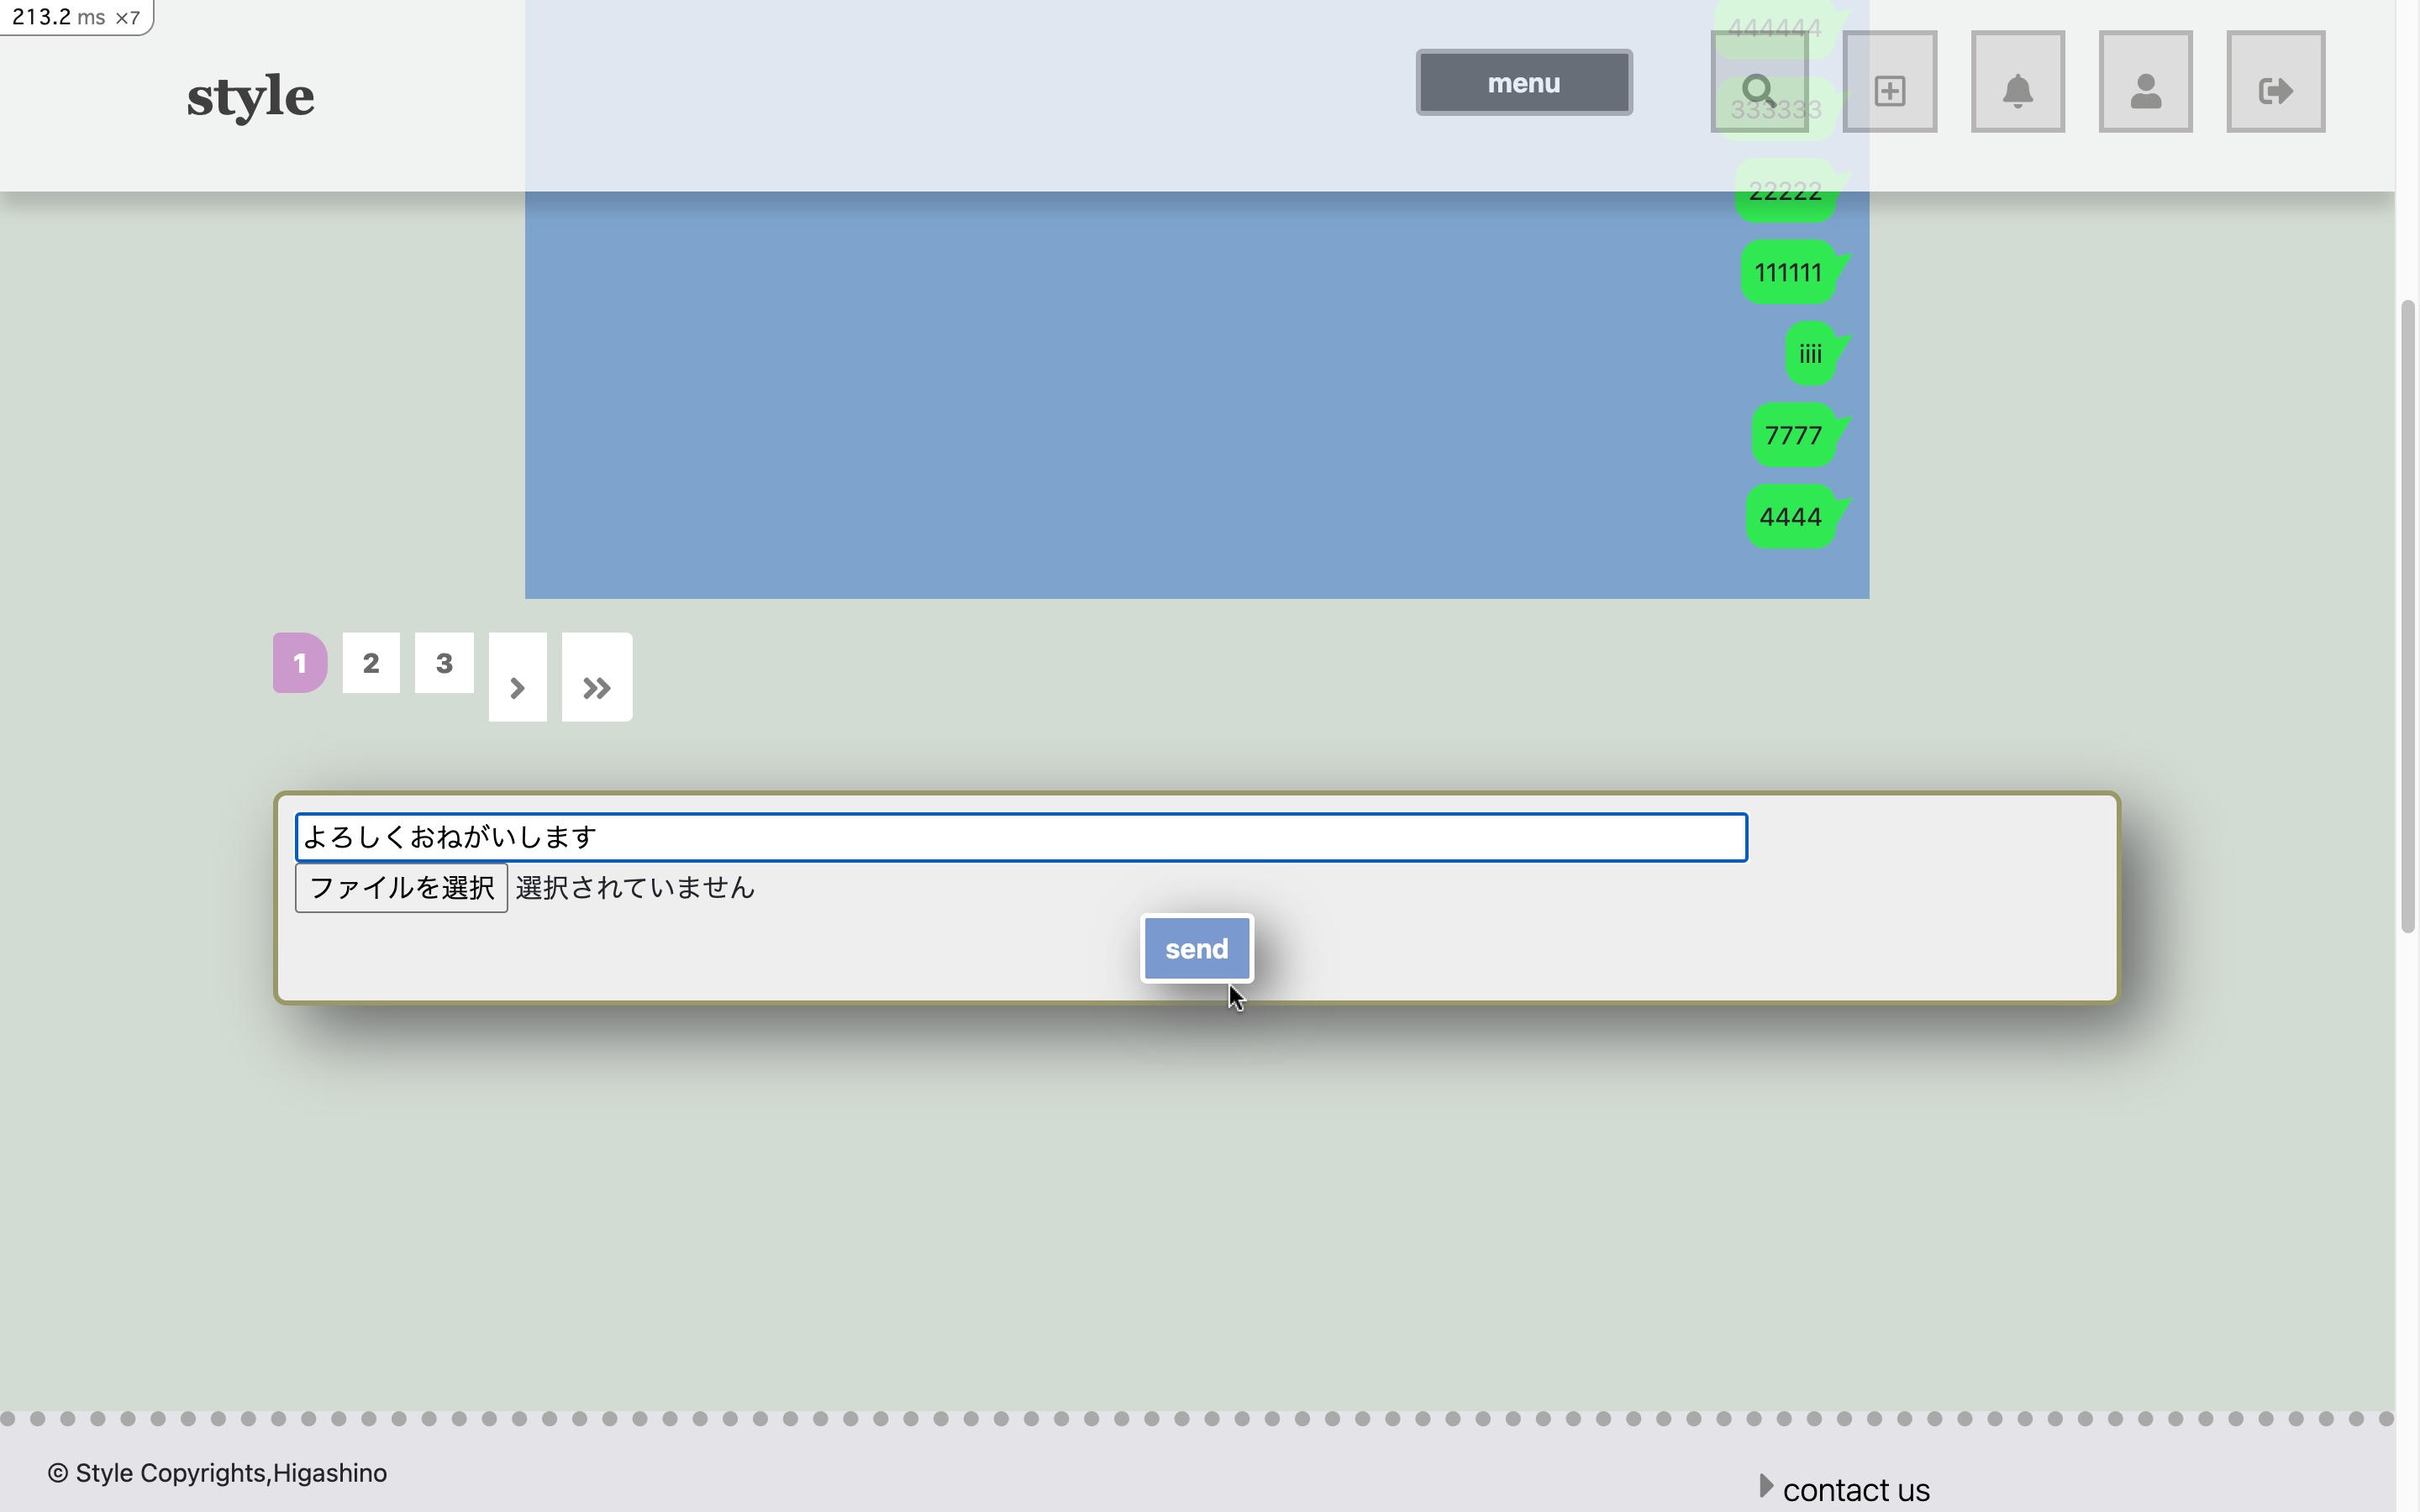 213.2 ms ×7
style
menu
444444
333333
22222
111111
iiii
7777
4444
1 2 3
よろしくおねがいします
ファイルを選択 選択されていません
send
© Style Copyrights,Higashino
contact us